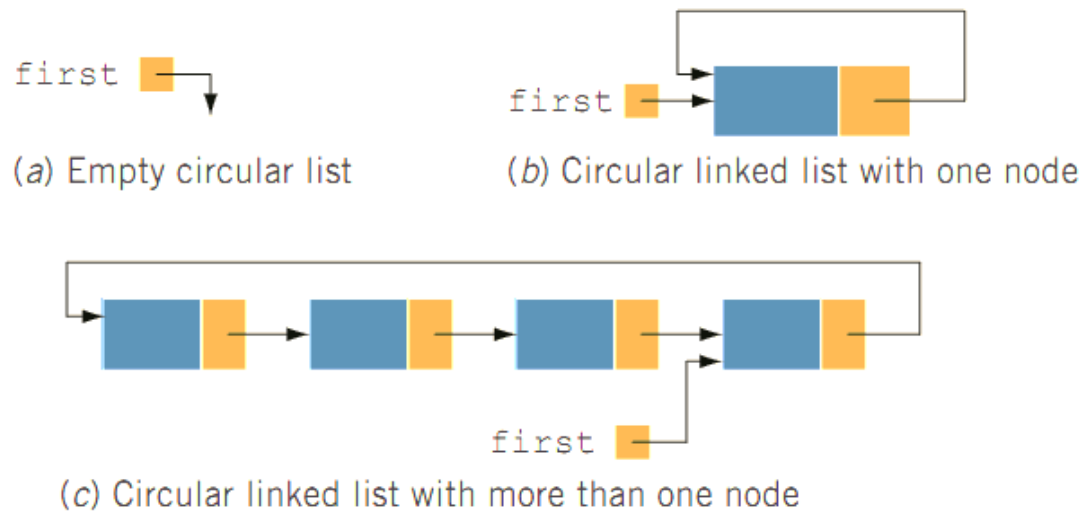 first
(a) Empty circular list
first
(b) Circular linked list with one node
first
(c) Circular linked list with more than one node